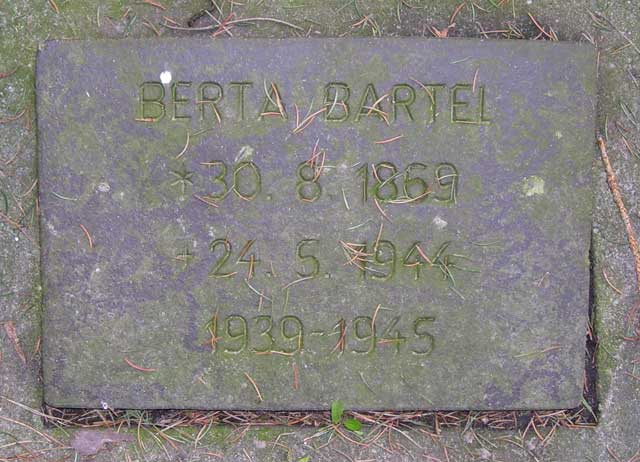 BERTA BARTEL
*30. 8. 1869
+ 24. 5. 1944
1939-1945